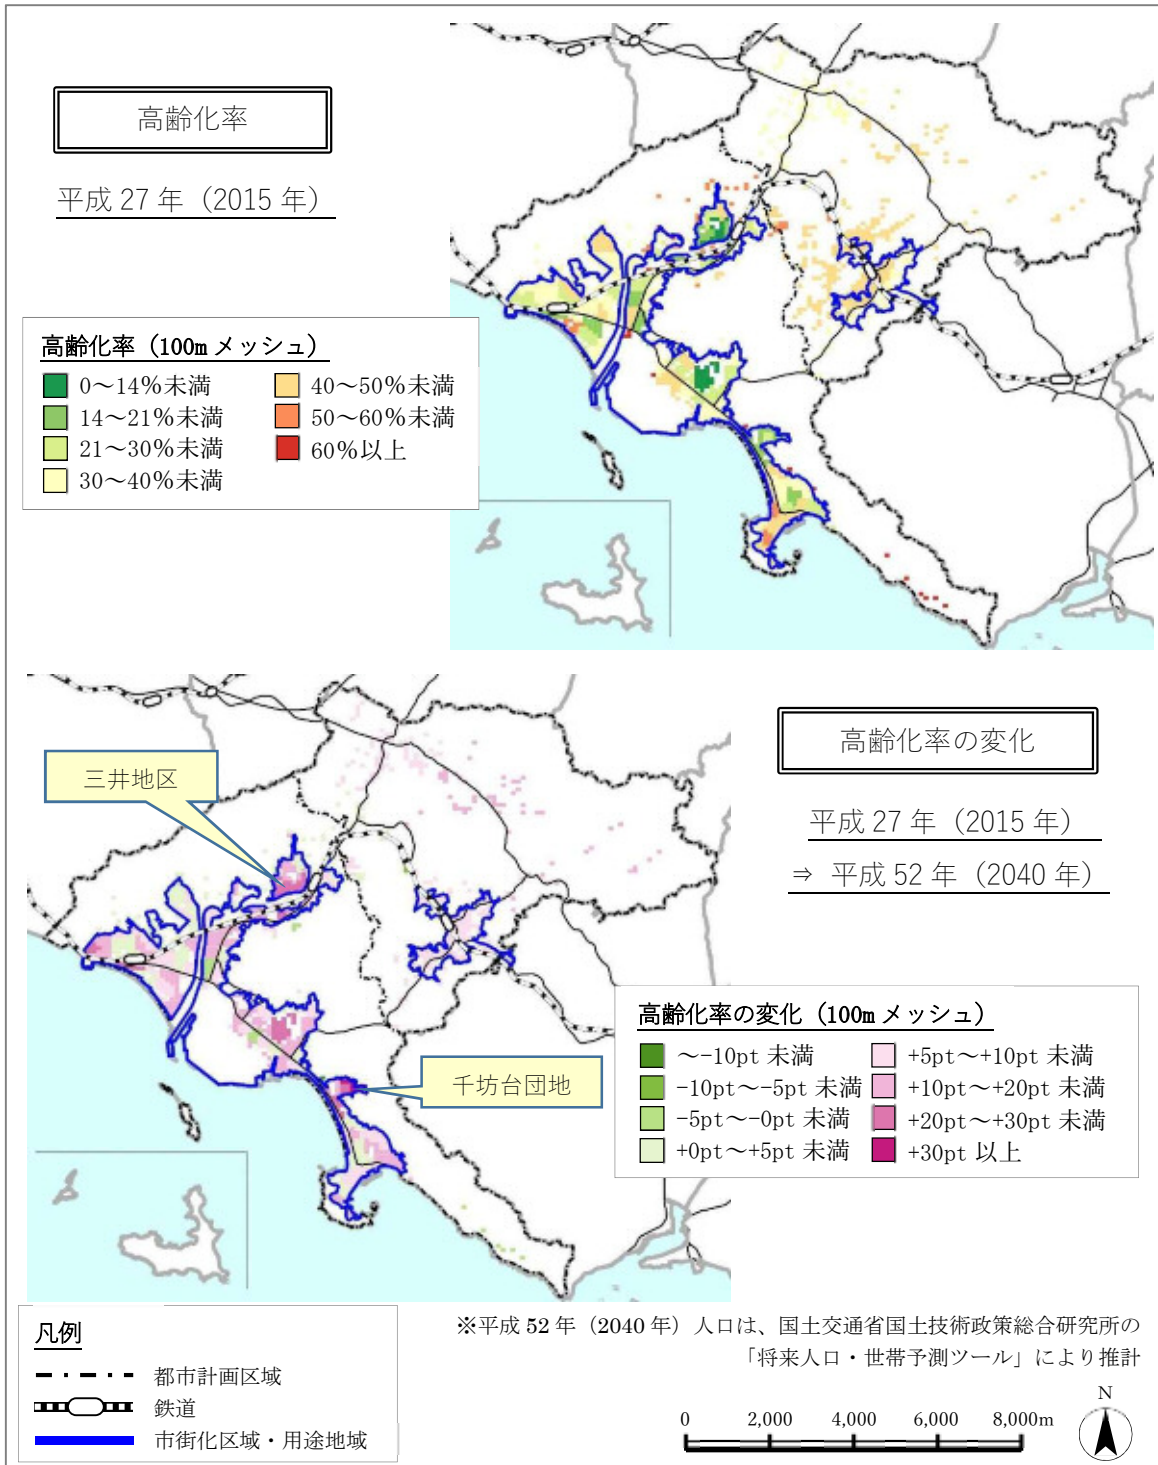 高齢化率
平成 27 年（2015 年）
高齢化率（100m メッシュ）
0～14%未満
14～21%未満
21～30%未満
30～40%未満
40～50%未満
50～60%未満
60%以上
三井地区
高齢化率の変化
平成 27 年（2015 年）
⇒ 平成 52 年（2040 年）
高齢化率の変化（100m メッシュ）
～-10pt 未満
-10pt～-5pt 未満
-5pt～-0pt 未満
+0pt～+5pt 未満
+5pt～+10pt 未満
+10pt～+20pt 未満
+20pt～+30pt 未満
+30pt 以上
千坊台団地
凡例
都市計画区域
鉄道
市街化区域・用途地域
※平成 52 年（2040 年）人口は、国土交通省国土技術政策総合研究所の
「将来人口・世帯予測ツール」により推計
0 2,000 4,000 6,000 8,000m
N